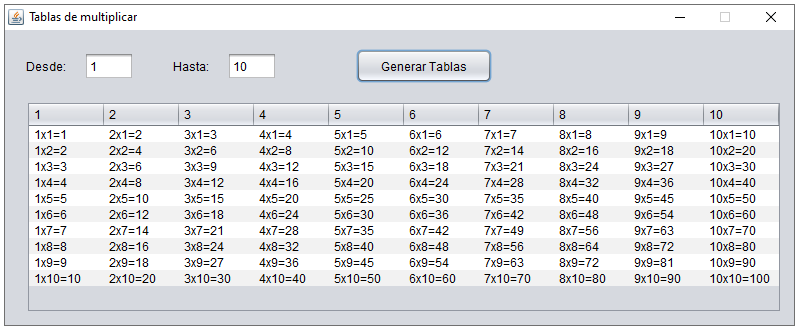 Tablas de multiplicar
Desde: 1 Hasta: 10 Generar Tablas
1 2 3 4 5 6 7 8 9 10
1x1=1 2x1=2 3x1=3 4x1=4 5x1=5 6x1=6 7x1=7 8x1=8 9x1=9 10x1=10
1x2=2 2x2=4 3x2=6 4x2=8 5x2=10 6x2=12 7x2=14 8x2=16 9x2=18 10x2=20
1x3=3 2x3=6 3x3=9 4x3=12 5x3=15 6x3=18 7x3=21 8x3=24 9x3=27 10x3=30
1x4=4 2x4=8 3x4=12 4x4=16 5x4=20 6x4=24 7x4=28 8x4=32 9x4=36 10x4=40
1x5=5 2x5=10 3x5=15 4x5=20 5x5=25 6x5=30 7x5=35 8x5=40 9x5=45 10x5=50
1x6=6 2x6=12 3x6=18 4x6=24 5x6=30 6x6=36 7x6=42 8x6=48 9x6=54 10x6=60
1x7=7 2x7=14 3x7=21 4x7=28 5x7=35 6x7=42 7x7=49 8x7=56 9x7=63 10x7=70
1x8=8 2x8=16 3x8=24 4x8=32 5x8=40 6x8=48 7x8=56 8x8=64 9x8=72 10x8=80
1x9=9 2x9=18 3x9=27 4x9=36 5x9=45 6x9=54 7x9=63 8x9=72 9x9=81 10x9=90
1x10=10 2x10=20 3x10=30 4x10=40 5x10=50 6x10=60 7x10=70 8x10=80 9x10=90 10x10=100